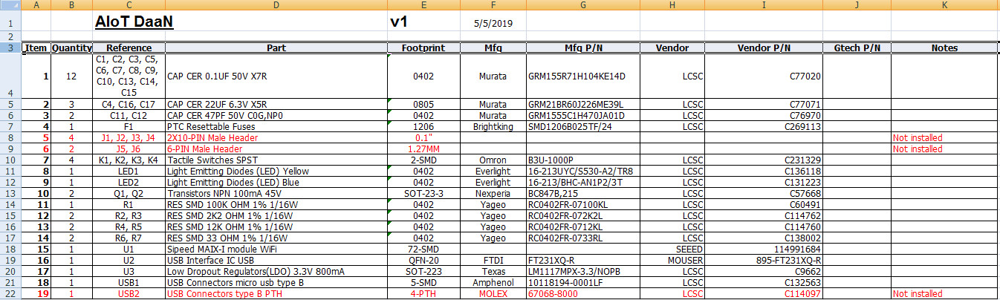 A B C D E F G H I J K
1 AIoT DaaN v1 5/5/2019
2
3 Item Quantity Reference Part Footprint Mfg Mfg P/N Vendor Vendor P/N Gtech P/N Notes
C1, C2, C3, C5,
C6, C7, C8, C9,
4 1 12 C10, C13, C14, CAP CER 0.1UF 50V X7R 0402 Murata GRM155R71H104KE14D LCSC C77020
C15
5 2 3 C4, C16, C17 CAP CER 22UF 6.3V X5R 0805 Murata GRM21BR60J226ME39L LCSC C77071
6 3 2 C11, C12 CAP CER 47PF 50V C0G,NP0 0402 Murata GRM1555C1H470JA01D LCSC C76970
7 4 1 F1 PTC Resettable Fuses 1206 Brightking SMD1206B025TF/24 LCSC C269113
8 5 4 J1, J2, J3, J4 2X10-PIN Male Header 0.1" Not installed
9 6 2 J5, J6 6-PIN Male Header 1.27MM Not installed
10 7 4 K1, K2, K3, K4 Tactile Switches SPST 2-SMD Omron B3U-1000P LCSC C231329
11 8 1 LED1 Light Emitting Diodes (LED) Yellow 0402 Everlight 16-213UYC/S530-A2/TR8 LCSC C136118
12 9 1 LED2 Light Emitting Diodes (LED) Blue 0402 Everlight 16-213/BHC-AN1P2/3T LCSC C131223
13 10 2 Q1, Q2 Transistors NPN 100mA 45V SOT-23-3 Nexperia BC847B,215 LCSC C57668
14 11 1 R1 RES SMD 100K OHM 1% 1/16W 0402 Yageo RC0402FR-07100KL LCSC C60491
15 12 2 R2, R3 RES SMD 2K2 OHM 1% 1/16W 0402 Yageo RC0402FR-072K2L LCSC C114762
16 13 2 R4, R5 RES SMD 12K OHM 1% 1/16W 0402 Yageo RC0402FR-0712KL LCSC C114760
17 14 2 R6, R7 RES SMD 33 OHM 1% 1/16W 0402 Yageo RC0402FR-0733RL LCSC C138002
18 15 1 U1 Sipeed MAIX-I module WiFi 72-SMD SEEED 114991684
19 16 1 U2 USB Interface IC USB QFN-20 FTDI FT231XQ-R MOUSER 895-FT231XQ-R
20 17 1 U3 Low Dropout Regulators(LDO) 3.3V 800mA SOT-223 Texas LM1117MPX-3.3/NOPB LCSC C9662
21 18 1 USB1 USB Connectors micro usb type B 5-SMD Amphenol 10118194-0001LF LCSC C132563
22 19 1 USB2 USB Connectors type B PTH 4-PTH MOLEX 67068-8000 LCSC C114097 Not installed